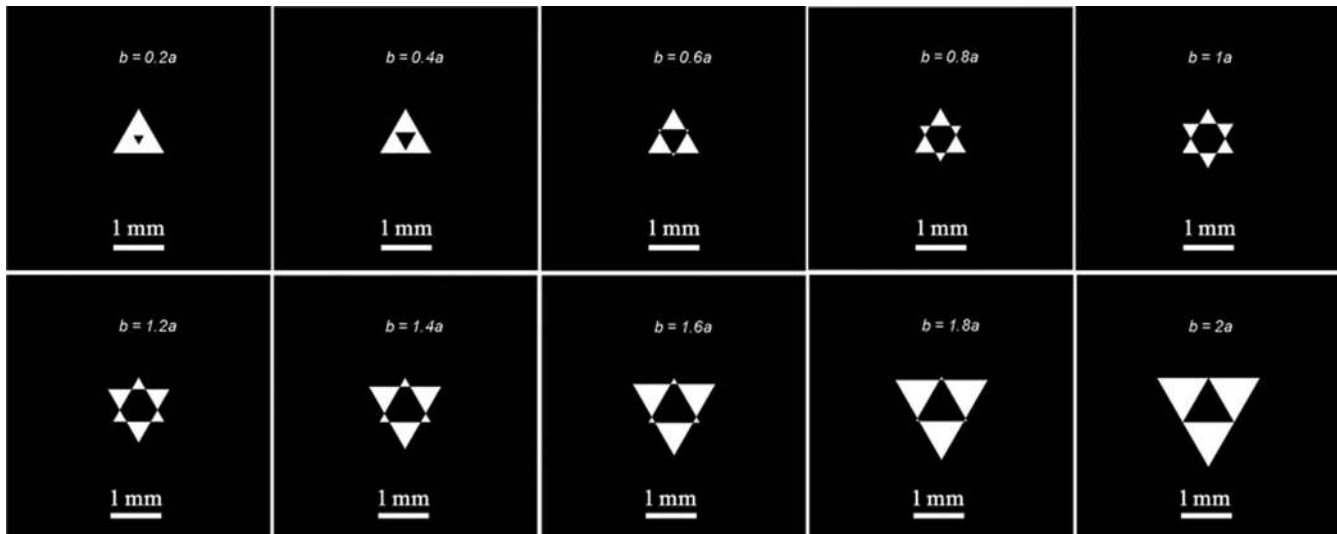 b = 0.2a
b = 0.4a
b = 0.6a
b = 0.8a
b = 1a
1 mm
1 mm
1 mm
1 mm
1 mm
b = 1.2a
b = 1.4a
b = 1.6a
b = 1.8a
b = 2a
1 mm
1 mm
1 mm
1 mm
1 mm